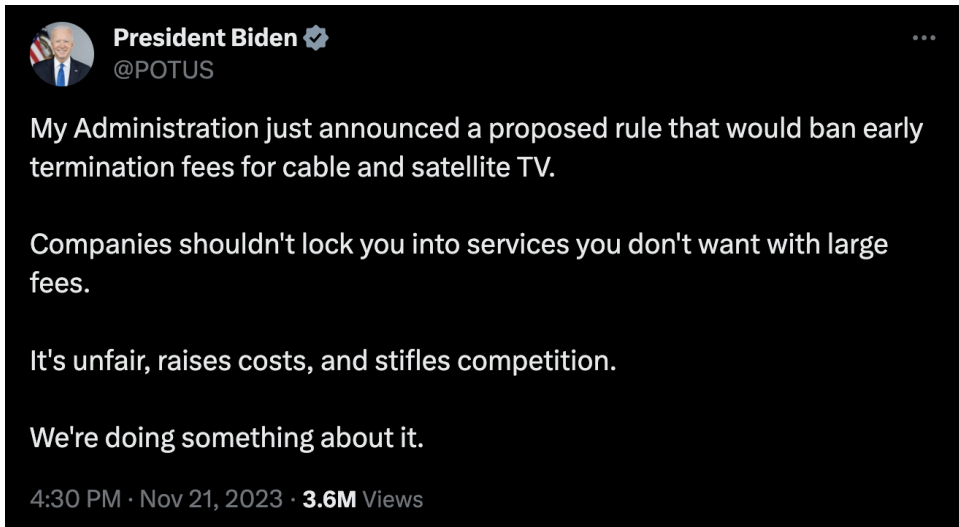 President Biden
@POTUS
My Administration just announced a proposed rule that would ban early
termination fees for cable and satellite TV.
Companies shouldn't lock you into services you don't want with large
fees.
It's unfair, raises costs, and stifles competition.
We're doing something about it.
4:30 PM · Nov 21, 2023 · 3.6M Views